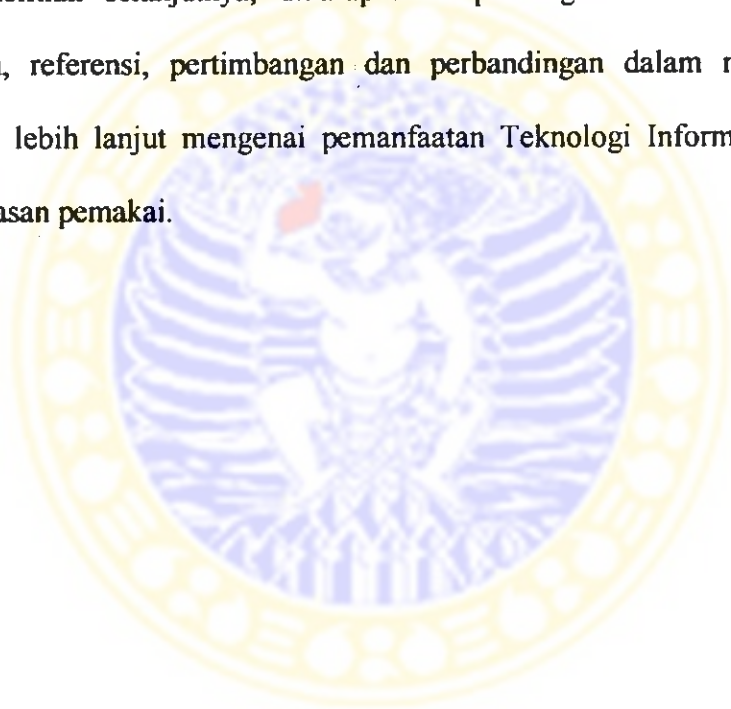 , referensi, pertimbangan dan perbandingan dalam
lebih lanjut mengenai pemanfaatan Teknologi Inform
asan pemakai.